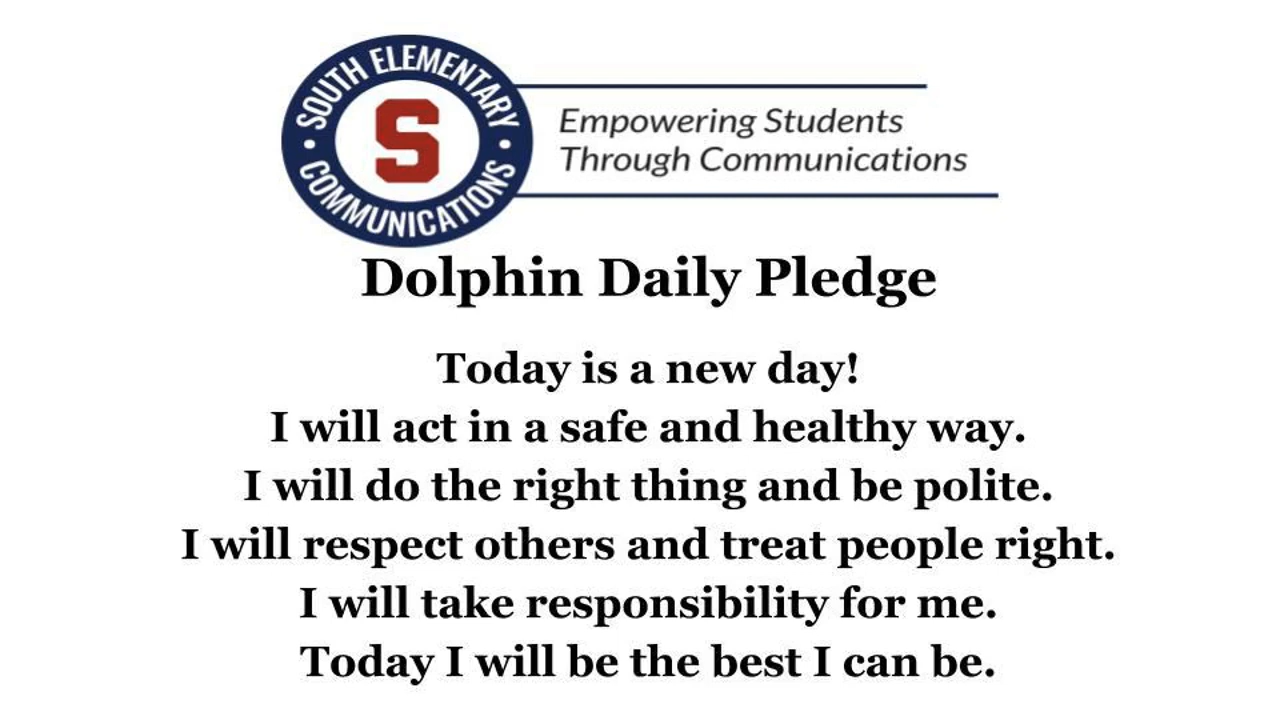 SOUTH ELEMENTARY
S
COMMUNICATIONS
Empowering Students
Through Communications
Dolphin Daily Pledge
Today is a new day!
I will act in a safe and healthy way.
I will do the right thing and be polite.
I will respect others and treat people right.
I will take responsibility for me.
Today I will be the best I can be.